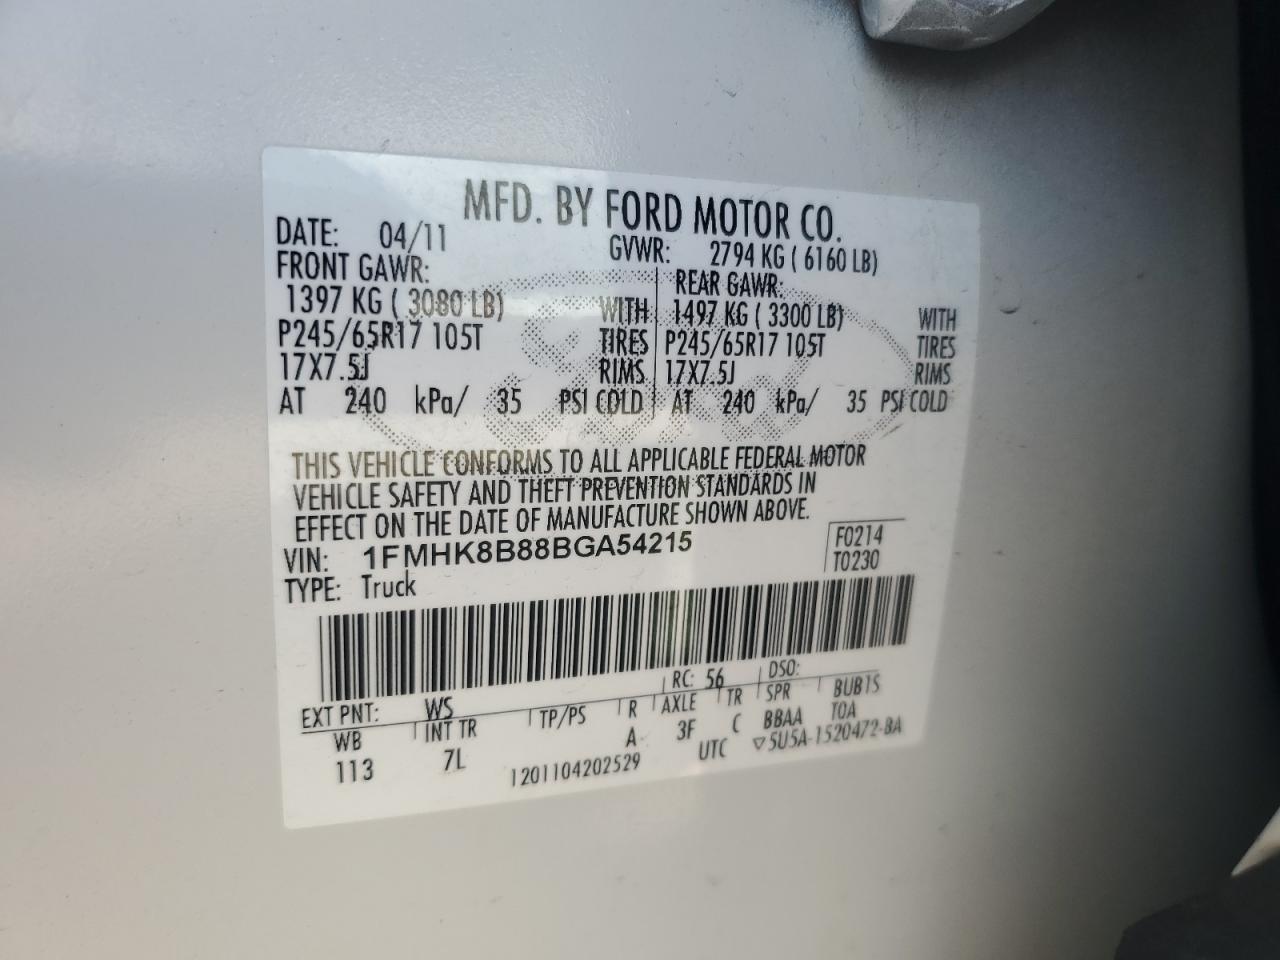 MFD. BY FORD MOTOR CO.
DATE: 04/11 GVWR: 2794 KG ( 6160 LB)
FRONT GAWR: REAR GAWR:
1397 KG ( 3080 LB) WITH 1497 KG ( 3300 LB) WITH
P245/65R17 105T TIRES P245/65R17 105T TIRES
17X7.5J RIMS 17X7.5J RIMS
AT 240 kPa/ 35 PSI COLD AT 240 kPa/ 35 PSI COLD
THIS VEHICLE CONFORMS TO ALL APPLICABLE FEDERAL MOTOR
VEHICLE SAFETY AND THEFT PREVENTION STANDARDS IN
EFFECT ON THE DATE OF MANUFACTURE SHOWN ABOVE.
VIN: 1FMHK8B88BGA54215 F0214
TYPE: Truck T0230
EXT PNT: WS RC: 56 DSO:
WB INT TR TP/PS R AXLE TR SPR BUB1S
113 7L A 3F C BBAA TOA
1201104202529 UTC ▽5U5A-1520472-BA